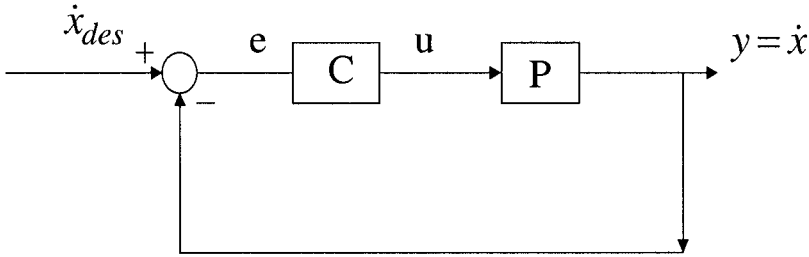 ẋ_des
+
e
C
u
P
y = ẋ
−